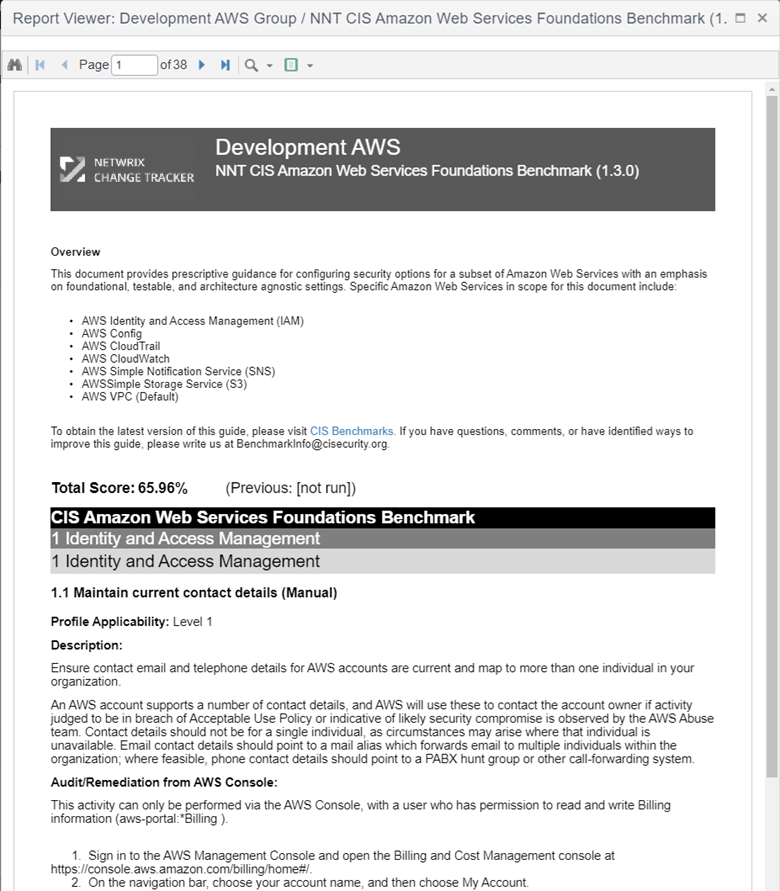 Report Viewer: Development AWS Group / NNT CIS Amazon Web Services Foundations Benchmark (1.
Page 1 of 38
NETWRIX
CHANGE TRACKER
Development AWS
NNT CIS Amazon Web Services Foundations Benchmark (1.3.0)
Overview
This document provides prescriptive guidance for configuring security options for a subset of Amazon Web Services with an emphasis
on foundational, testable, and architecture agnostic settings. Specific Amazon Web Services in scope for this document include:
• AWS Identity and Access Management (IAM)
• AWS Config
• AWS CloudTrail
• AWS CloudWatch
• AWS Simple Notification Service (SNS)
• AWSSimple Storage Service (S3)
• AWS VPC (Default)
To obtain the latest version of this guide, please visit CIS Benchmarks. If you have questions, comments, or have identified ways to
improve this guide, please write us at BenchmarkInfo@cisecurity.org.
Total Score: 65.96% (Previous: [not run])
CIS Amazon Web Services Foundations Benchmark
1 Identity and Access Management
1 Identity and Access Management
1.1 Maintain current contact details (Manual)
Profile Applicability: Level 1
Description:
Ensure contact email and telephone details for AWS accounts are current and map to more than one individual in your
organization.
An AWS account supports a number of contact details, and AWS will use these to contact the account owner if activity
judged to be in breach of Acceptable Use Policy or indicative of likely security compromise is observed by the AWS Abuse
team. Contact details should not be for a single individual, as circumstances may arise where that individual is
unavailable. Email contact details should point to a mail alias which forwards email to multiple individuals within the
organization; where feasible, phone contact details should point to a PABX hunt group or other call-forwarding system.
Audit/Remediation from AWS Console:
This activity can only be performed via the AWS Console, with a user who has permission to read and write Billing
information (aws-portal:*Billing ).
1. Sign in to the AWS Management Console and open the Billing and Cost Management console at
https://console.aws.amazon.com/billing/home#/.
2. On the navigation bar, choose your account name, and then choose My Account.